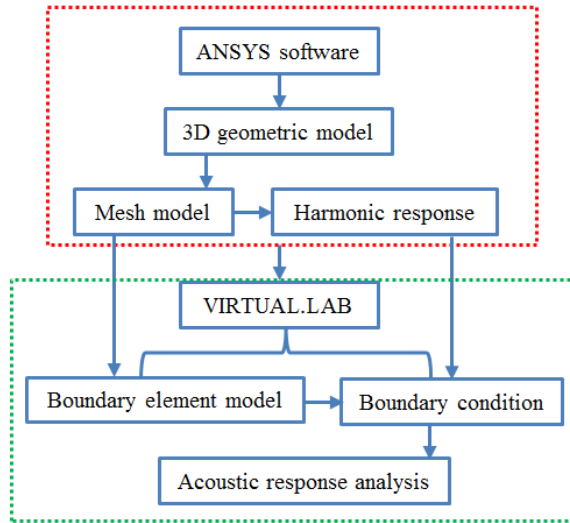 ANSYS software
3D geometric model
Mesh model
Harmonic response
VIRTUAL.LAB
Boundary element model
Boundary condition
Acoustic response analysis